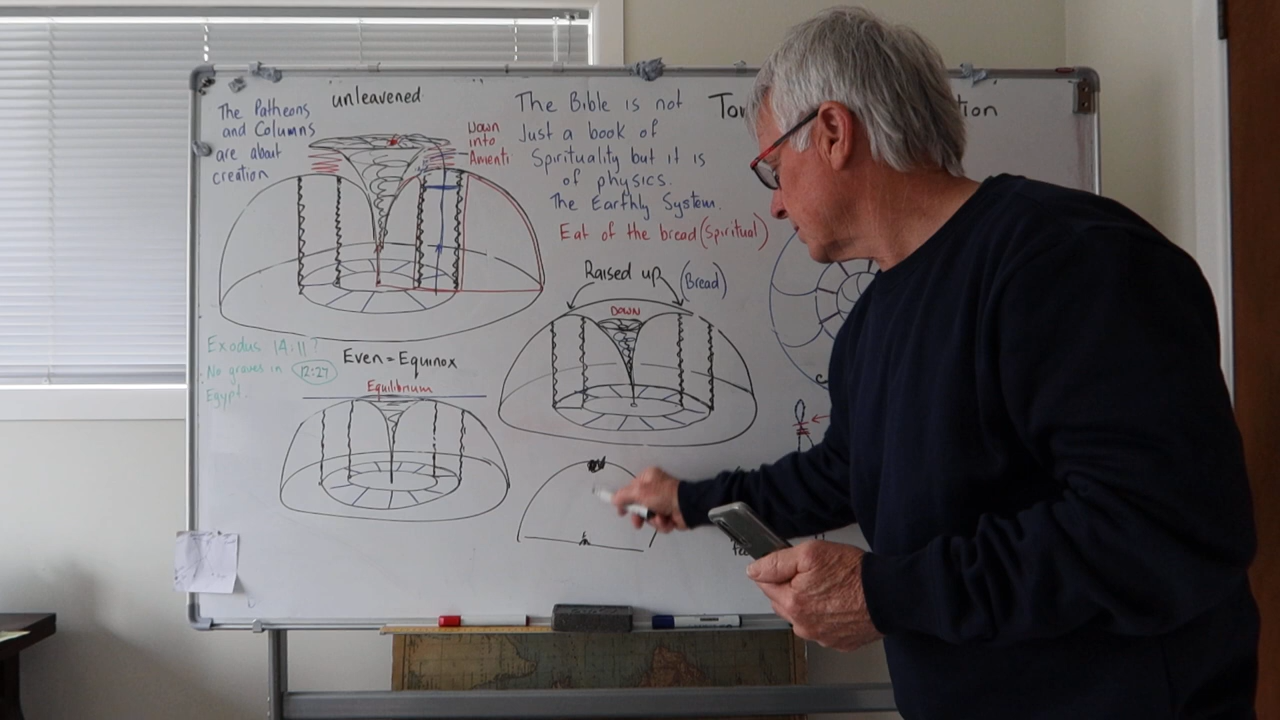 The Patheons
and Columns
are about
creation
unleavened
Down
into
Amenti
The Bible is not
Just a book of
Spirituality but it is
of physics.
The Earthly System.
Eat of the bread (Spiritual)
Raised up (Bread)
DOWN
Exodus 14:11?
No graves in 12:27
Egypt.
Even = Equinox
Equilibrium